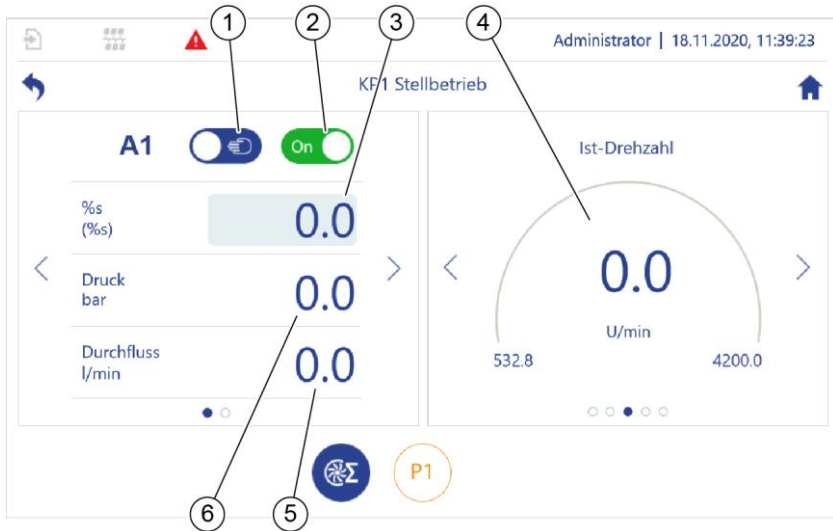 1 2 3 4
Administrator | 18.11.2020, 11:39:23
KP1 Stellbetrieb
A1 On
%s
(%s) 0.0
Druck
bar 0.0
Durchfluss
l/min 0.0
Ist-Drehzahl
0.0
U/min
532.8 4200.0
Σ P1
6 5